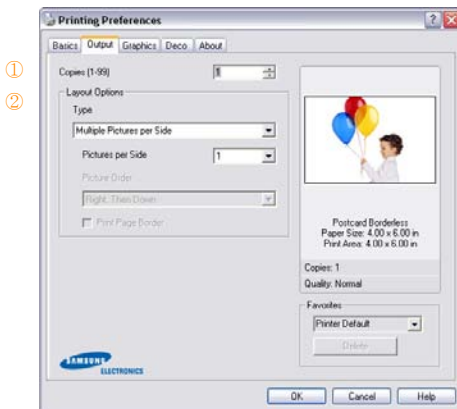 Printing Preferences
Basics Output Graphics Deco About
① Copies (1-99) 1
② Layout Options
Type
Multiple Pictures per Side
Pictures per Side 1
Picture Order
Right, Then Down
Print Page Border
Postcard Borderless
Paper Size: 4.00 x 6.00 in
Print Area: 4.00 x 6.00 in
Copies: 1
Quality: Normal
Favorites
Printer Default
Delete
SAMSUNG
ELECTRONICS
OK Cancel Help